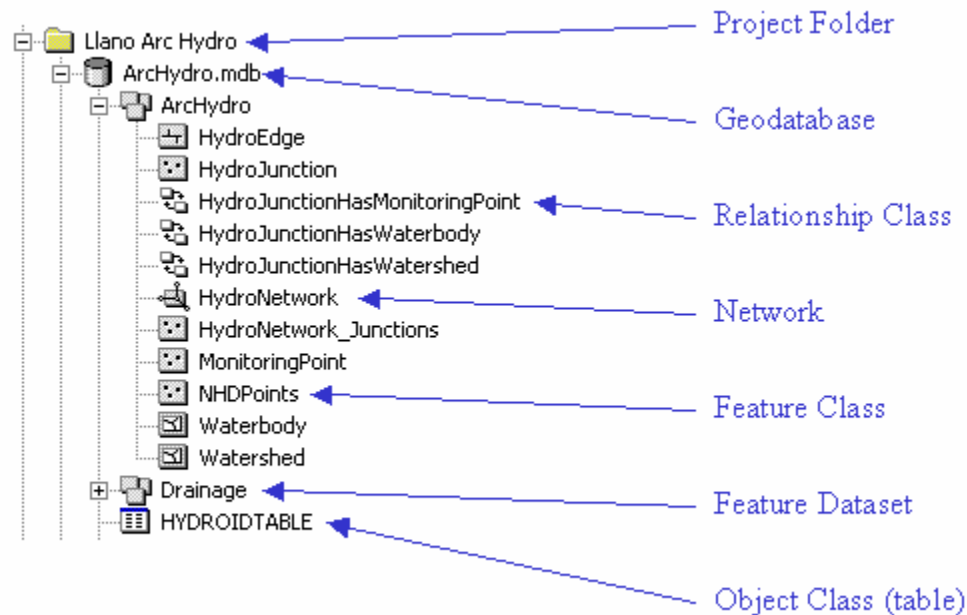 Project Folder
Llano Arc Hydro
ArcHydro.mdb
Geodatabase
ArcHydro
HydroEdge
HydroJunction
HydroJunctionHasMonitoringPoint
Relationship Class
HydroJunctionHasWaterbody
HydroJunctionHasWatershed
HydroNetwork
Network
HydroNetwork_Junctions
MonitoringPoint
NHDPoints
Feature Class
Waterbody
Watershed
Drainage
Feature Dataset
HYDROIDTABLE
Object Class (table)